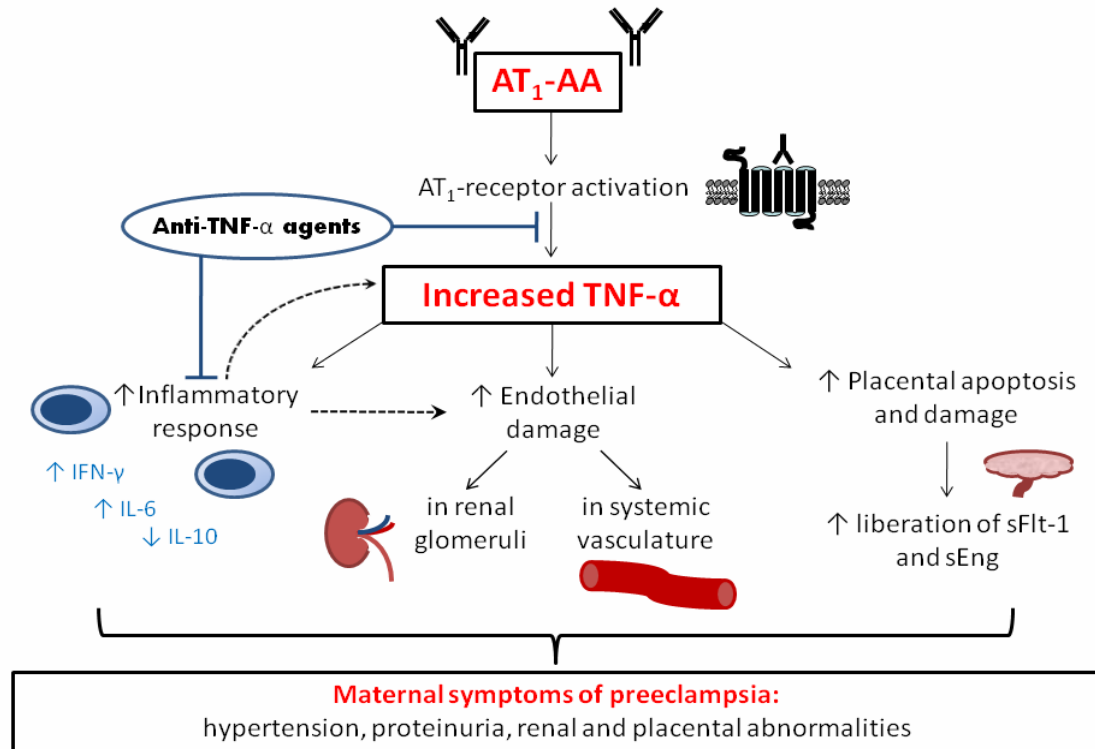 AT₁-AA
AT₁-receptor activation
Anti-TNF-α agents
Increased TNF-α
↑Inflammatory
response
↑ IFN-γ
↑ IL-6
↓ IL-10
↑ Endothelial
damage
in renal
glomeruli
in systemic
vasculature
↑ Placental apoptosis
and damage
↑ liberation of sFlt-1
and sEng
Maternal symptoms of preeclampsia:
hypertension, proteinuria, renal and placental abnormalities